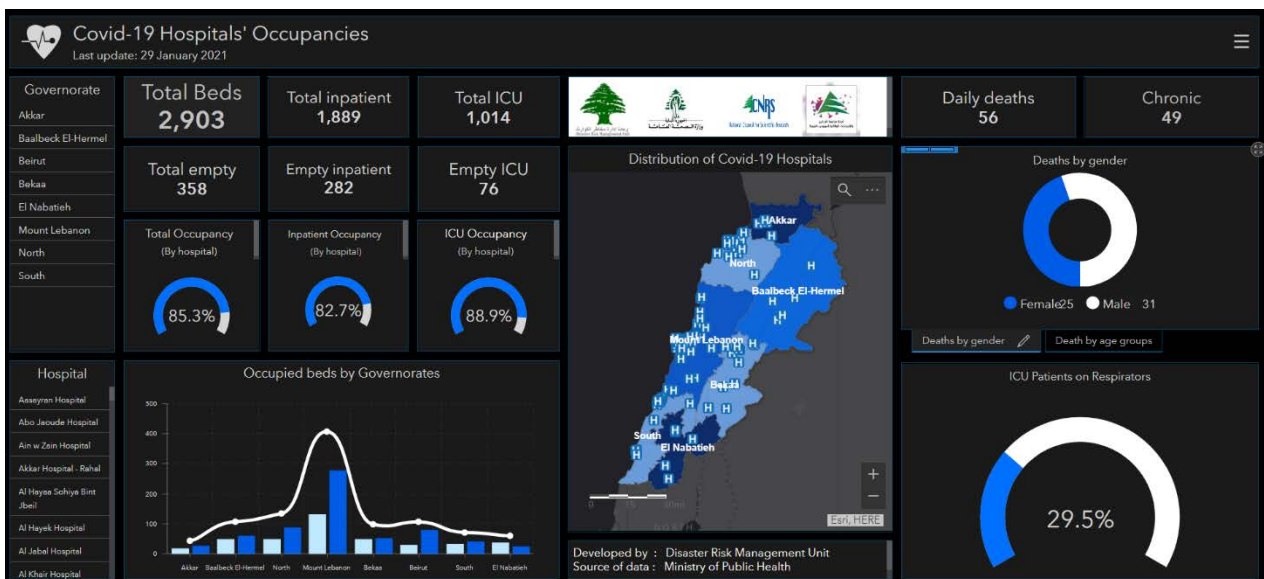 Covid-19 Hospitals' Occupancies
Last update: 29 January 2021
Governorate
Akkar
Baalbeck El-Hermel
Beirut
Bekaa
El Nabatieh
Mount Lebanon
North
South
Total Beds
2,903
Total inpatient
1,889
Total ICU
1,014
Total empty
358
Empty inpatient
282
Empty ICU
76
Total Occupancy
(By hospital)
85.3%
Inpatient Occupancy
(By hospital)
82.7%
ICU Occupancy
(By hospital)
88.9%
CNRS
Distribution of Covid-19 Hospitals
Akkar
North
Baalbeck El-Hermel
Mount Lebanon
Bekaa
South
El Nabatieh
Esri, HERE
Developed by : Disaster Risk Management Unit
Source of data : Ministry of Public Health
Daily deaths
56
Chronic
49
Deaths by gender
Female 25 Male 31
Deaths by gender
Death by age groups
ICU Patients on Respirators
29.5%
Hospital
Aseyran Hospital
Abo Jaoude Hospital
Ain w Zein Hospital
Akkar Hospital - Rahal
Al Hayaa Sohiya Bint
Jbeil
Al Hayek Hospital
Al Jabal Hospital
Al Khair Hospital
Occupied beds by Governorates
500
400
300
200
100
0
Akkar Baalbeck El-Hermel North Mount Lebanon Bekaa Beirut South El Nabatieh